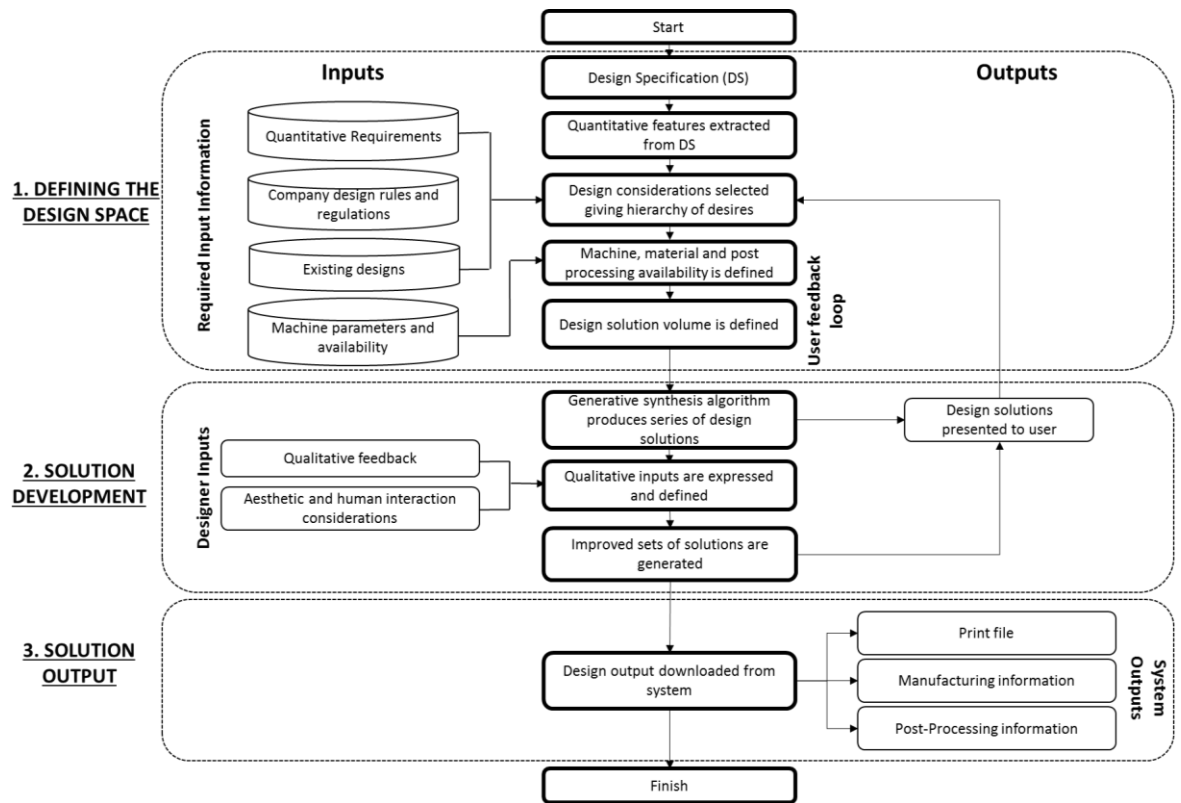 Start
Inputs
Outputs
Design Specification (DS)
Quantitative features extracted
from DS
Design considerations selected
giving hierarchy of desires
Machine, material and post
processing availability is defined
Design solution volume is defined
1. DEFINING THE
DESIGN SPACE
Required Input Information
Quantitative Requirements
Company design rules and
regulations
Existing designs
Machine parameters and
availability
User feedback
loop
2. SOLUTION
DEVELOPMENT
Designer Inputs
Qualitative feedback
Aesthetic and human interaction
considerations
Generative synthesis algorithm
produces series of design
solutions
Qualitative inputs are expressed
and defined
Improved sets of solutions are
generated
Design solutions
presented to user
3. SOLUTION
OUTPUT
Design output downloaded from
system
Print file
Manufacturing information
Post-Processing information
System
Outputs
Finish